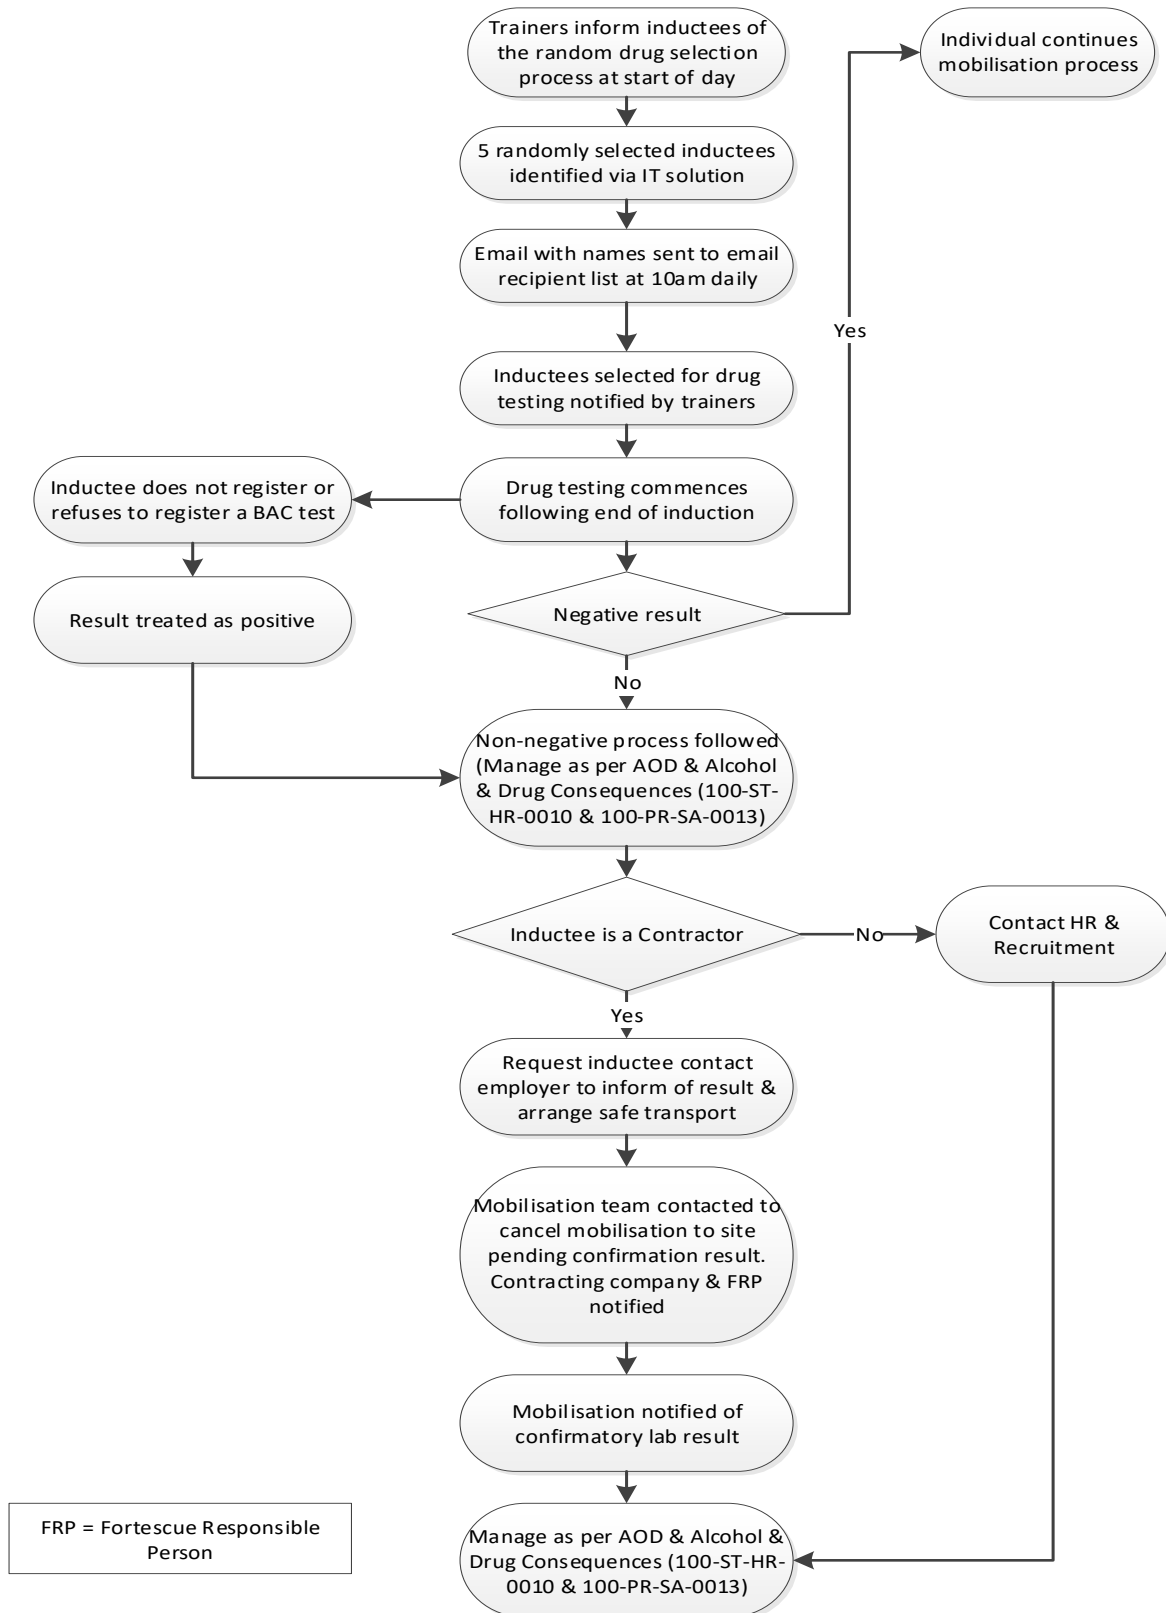 Trainers inform inductees
of the random drug selection
process at start of day
Individual continues
mobilisation process
5 randomly selected inductees
identified via IT solution
Email with names sent to email
recipient list at 10am daily
Yes
Inductees selected for drug
testing notified by trainers
Inductee does not register or
refuses to register a BAC test
Drug testing commences
following end of induction
Result treated as positive
Negative result
No
Non-negative process followed
(Manage as per AOD & Alcohol
& Drug Consequences (100-ST-
HR-0010 & 100-PR-SA-0013)
Inductee is a Contractor
No
Contact HR &
Recruitment
Yes
Request inductee contact
employer to inform of result &
arrange safe transport
Mobilisation team contacted to
cancel mobilisation to site
pending confirmation result.
Contracting company & FRP
notified
Mobilisation notified of
confirmatory lab result
FRP = Fortescue Responsible
Person
Manage as per AOD & Alcohol &
Drug Consequences (100-ST-HR-
0010 & 100-PR-SA-0013)